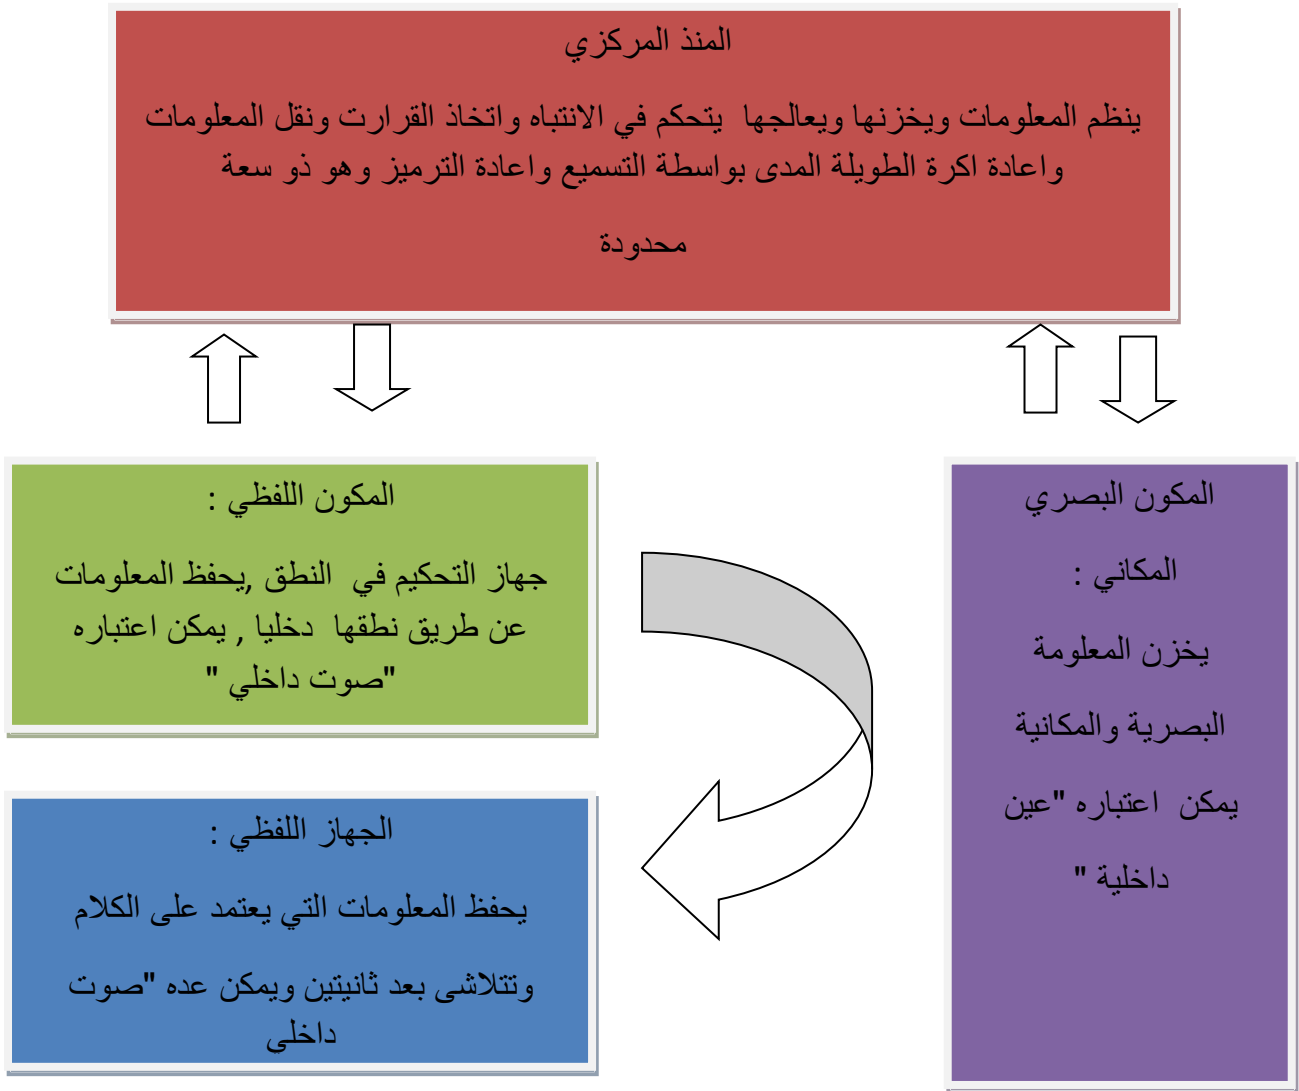 المنذ المركزي
ينظم المعلومات ويخزنها ويعالجها يتحكم في الانتباه واتخاذ القرارت ونقل المعلومات
واعادة اكرة الطويلة المدى بواسطة التسميع واعادة الترميز وهو ذو سعة
محدودة
المكون اللفظي :
جهاز التحكيم في النطق ,يحفظ المعلومات
عن طريق نطقها دخليا , يمكن اعتباره
"صوت داخلي "
المكون البصري
المكاني :
يخزن المعلومة
البصرية والمكانية
يمكن اعتباره "عين
داخلية "
الجهاز اللفظي :
يحفظ المعلومات التي يعتمد على الكلام
وتتلاشى بعد ثانيتين ويمكن عده "صوت
داخلي